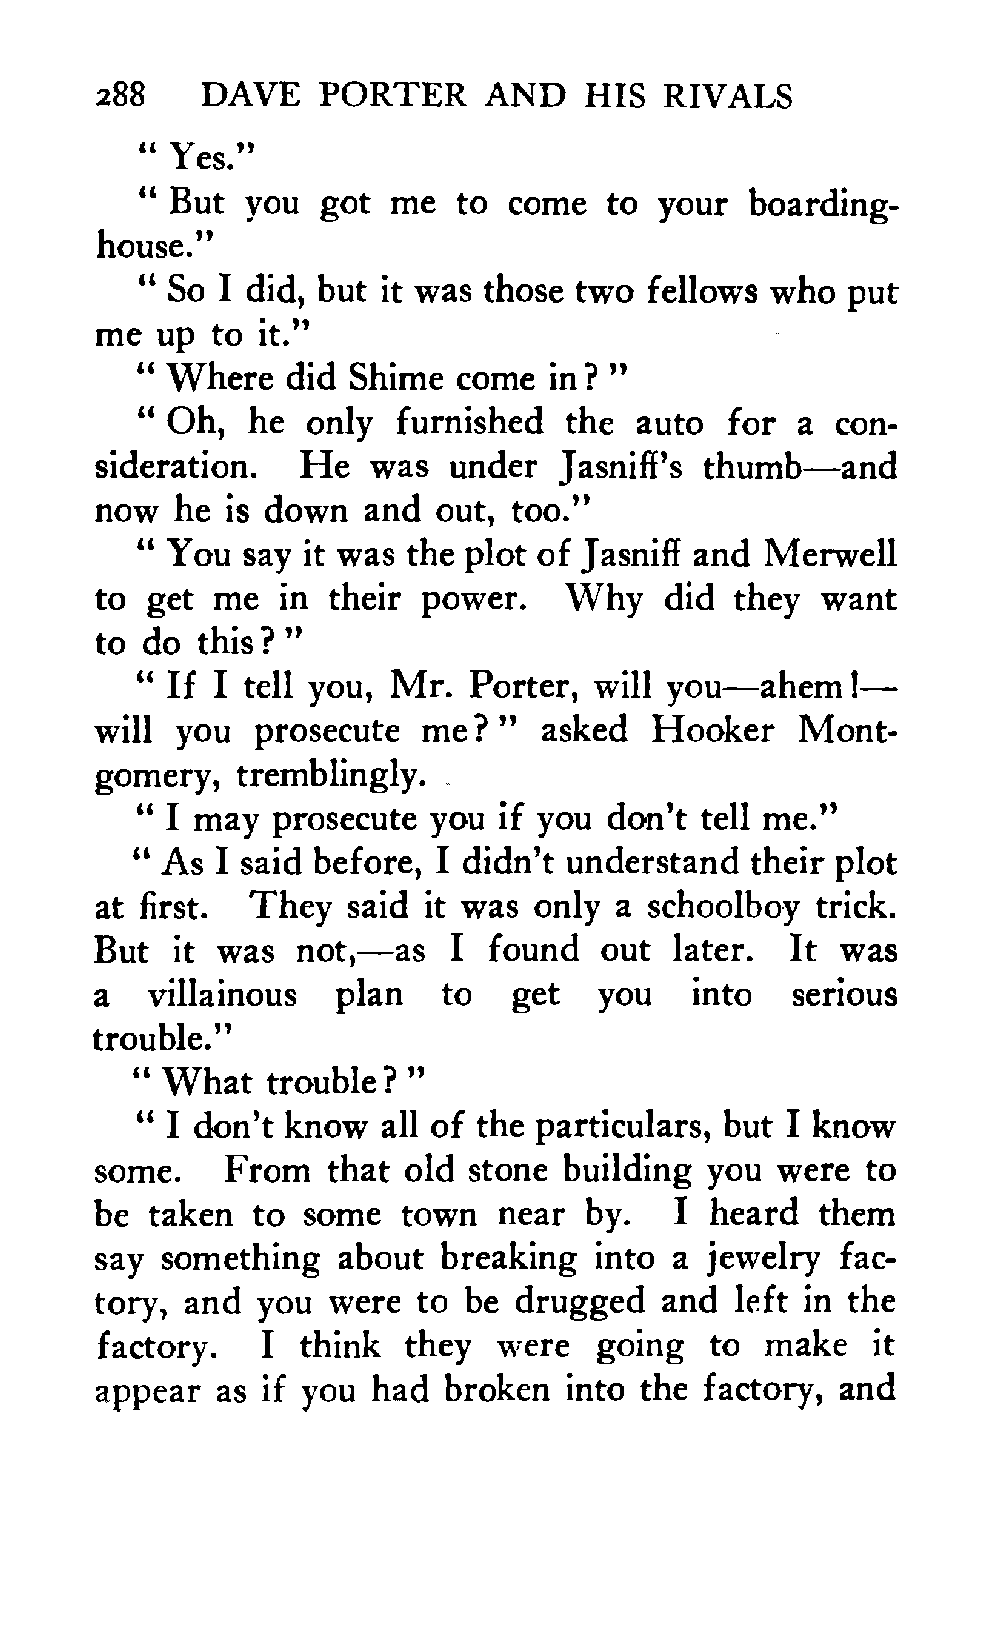 288 DAVE PORTER AND HIS RIVALS
" Yes."
" But you got me to come to your boarding-
house."
" So I did, but it was those two fellows who put
me up to it."
" Where did Shime come in? "
" Oh, he only furnished the auto for a con-
sideration. He was under Jasniff's thumb—and
now he is down and out, too."
" You say it was the plot of Jasniff and Merwell
to get me in their power. Why did they want
to do this? "
" If I tell you, Mr. Porter, will you—ahem!—
will you prosecute me? " asked Hooker Mont-
gomery, tremblingly.
" I may prosecute you if you don't tell me."
" As I said before, I didn't understand their plot
at first. They said it was only a schoolboy trick.
But it was not,—as I found out later. It was
a villainous plan to get you into serious
trouble."
" What trouble? "
" I don't know all of the particulars, but I know
some. From that old stone building you were to
be taken to some town near by. I heard them
say something about breaking into a jewelry fac-
tory, and you were to be drugged and left in the
factory. I think they were going to make it
appear as if you had broken into the factory, and